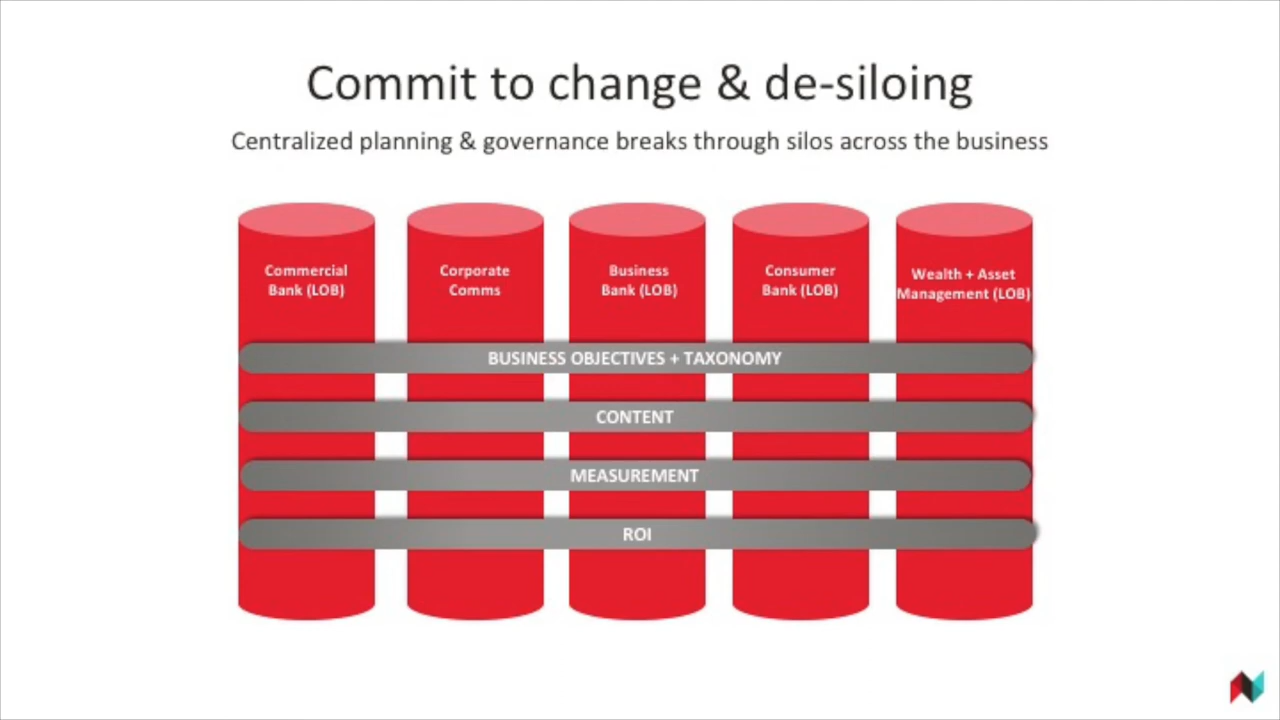 Commit to change & de-siloing
Centralized planning & governance breaks through silos across the business
Commercial
Bank (LOB)
Corporate
Comms
Business
Bank (LOB)
Consumer
Bank (LOB)
Wealth + Asset
Management (LOB)
BUSINESS OBJECTIVES + TAXONOMY
CONTENT
MEASUREMENT
ROI